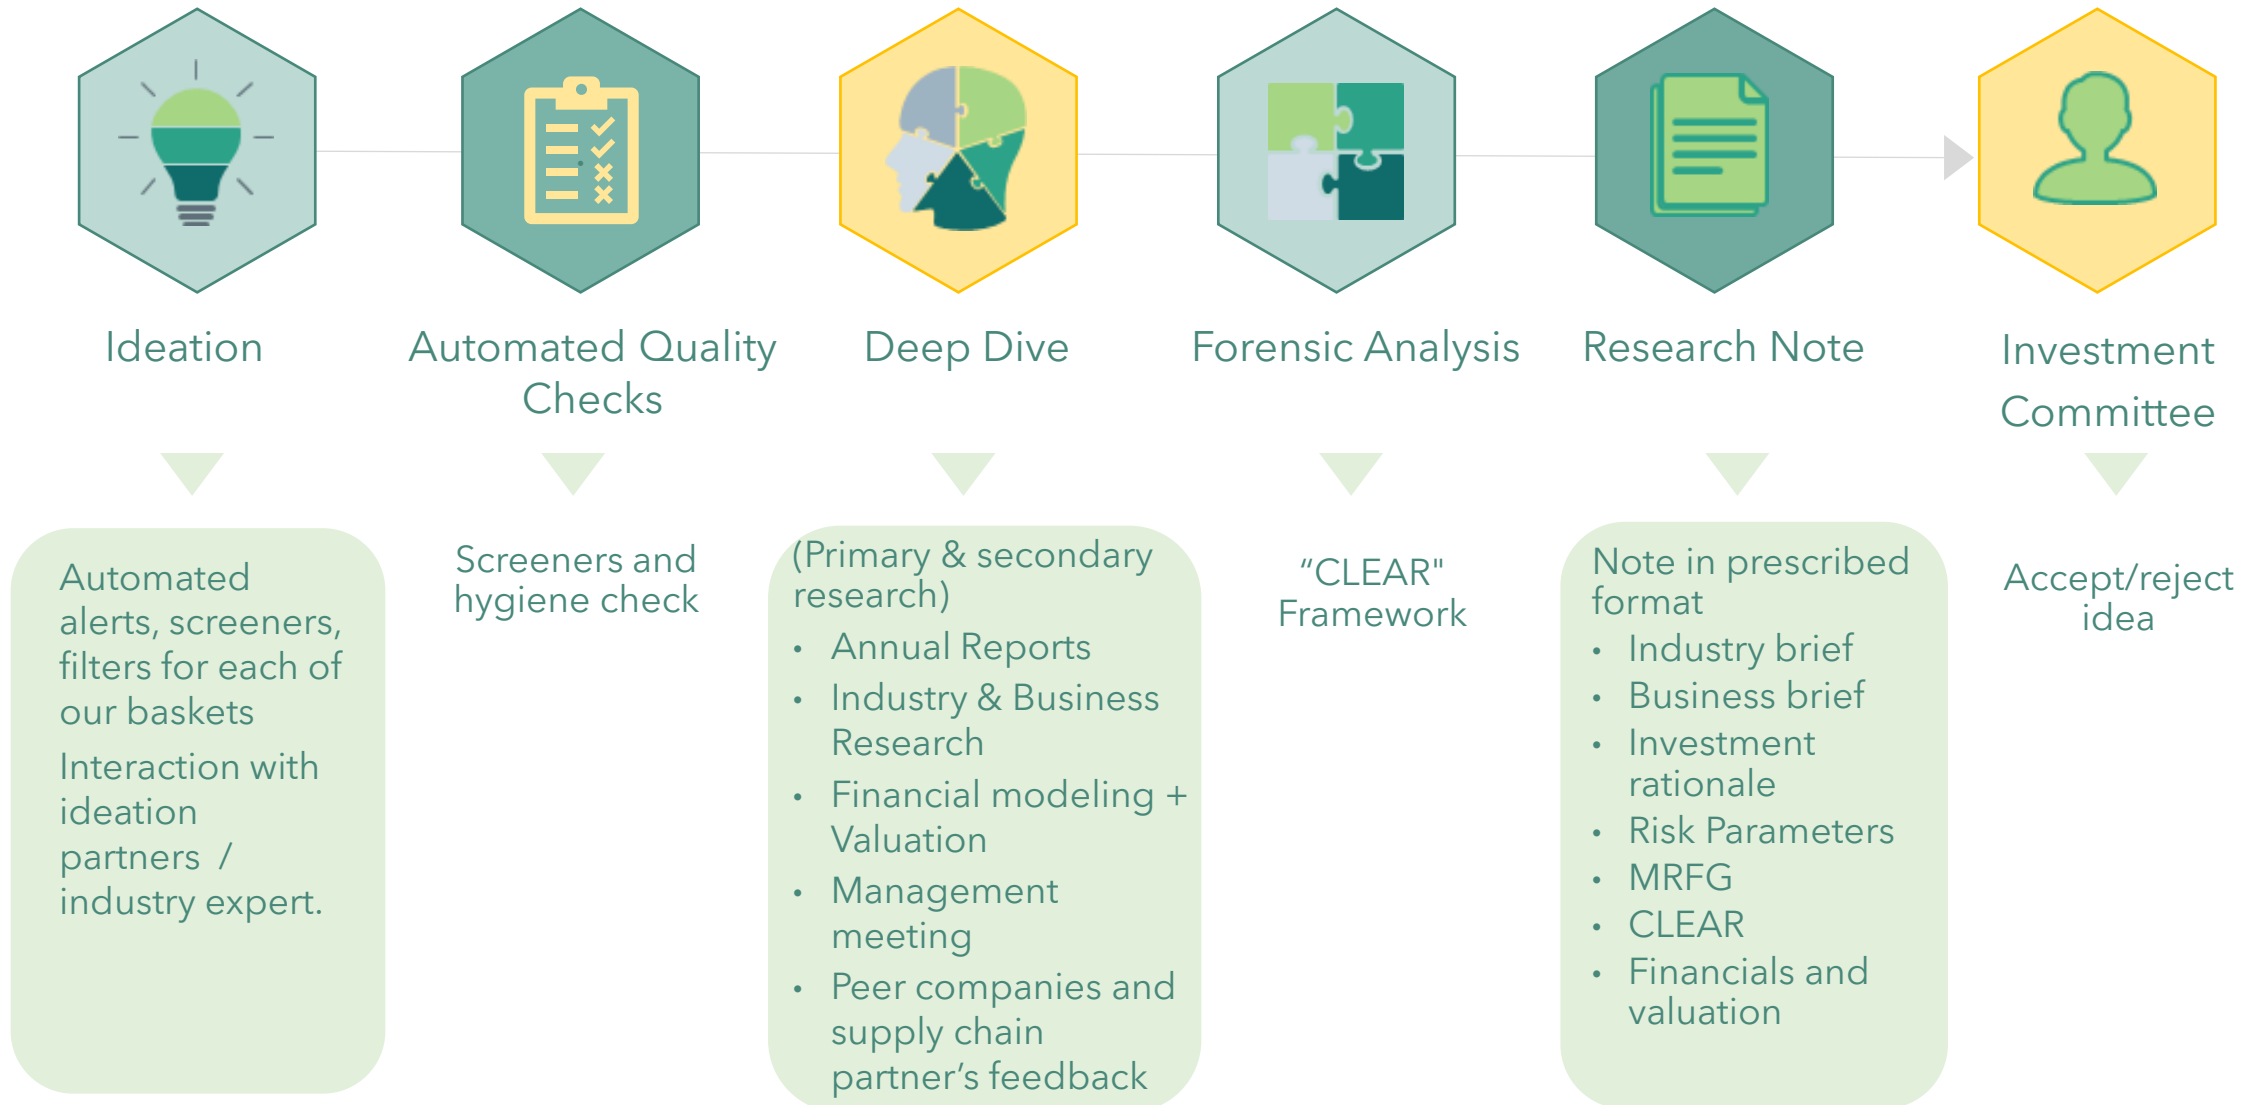 Ideation
Automated Quality
Checks
Deep Dive
Forensic Analysis
Research Note
Investment
Committee
Automated
alerts, screeners,
filters for each of
our baskets
Interaction with
ideation
partners /
industry expert.
Screeners and
hygiene check
(Primary & secondary
research)
• Annual Reports
• Industry & Business
Research
• Financial modeling +
Valuation
• Management
meeting
• Peer companies and
supply chain
partner’s feedback
“CLEAR"
Framework
Note in prescribed
format
• Industry brief
• Business brief
• Investment
rationale
• Risk Parameters
• MRFG
• CLEAR
• Financials and
valuation
Accept/reject
idea